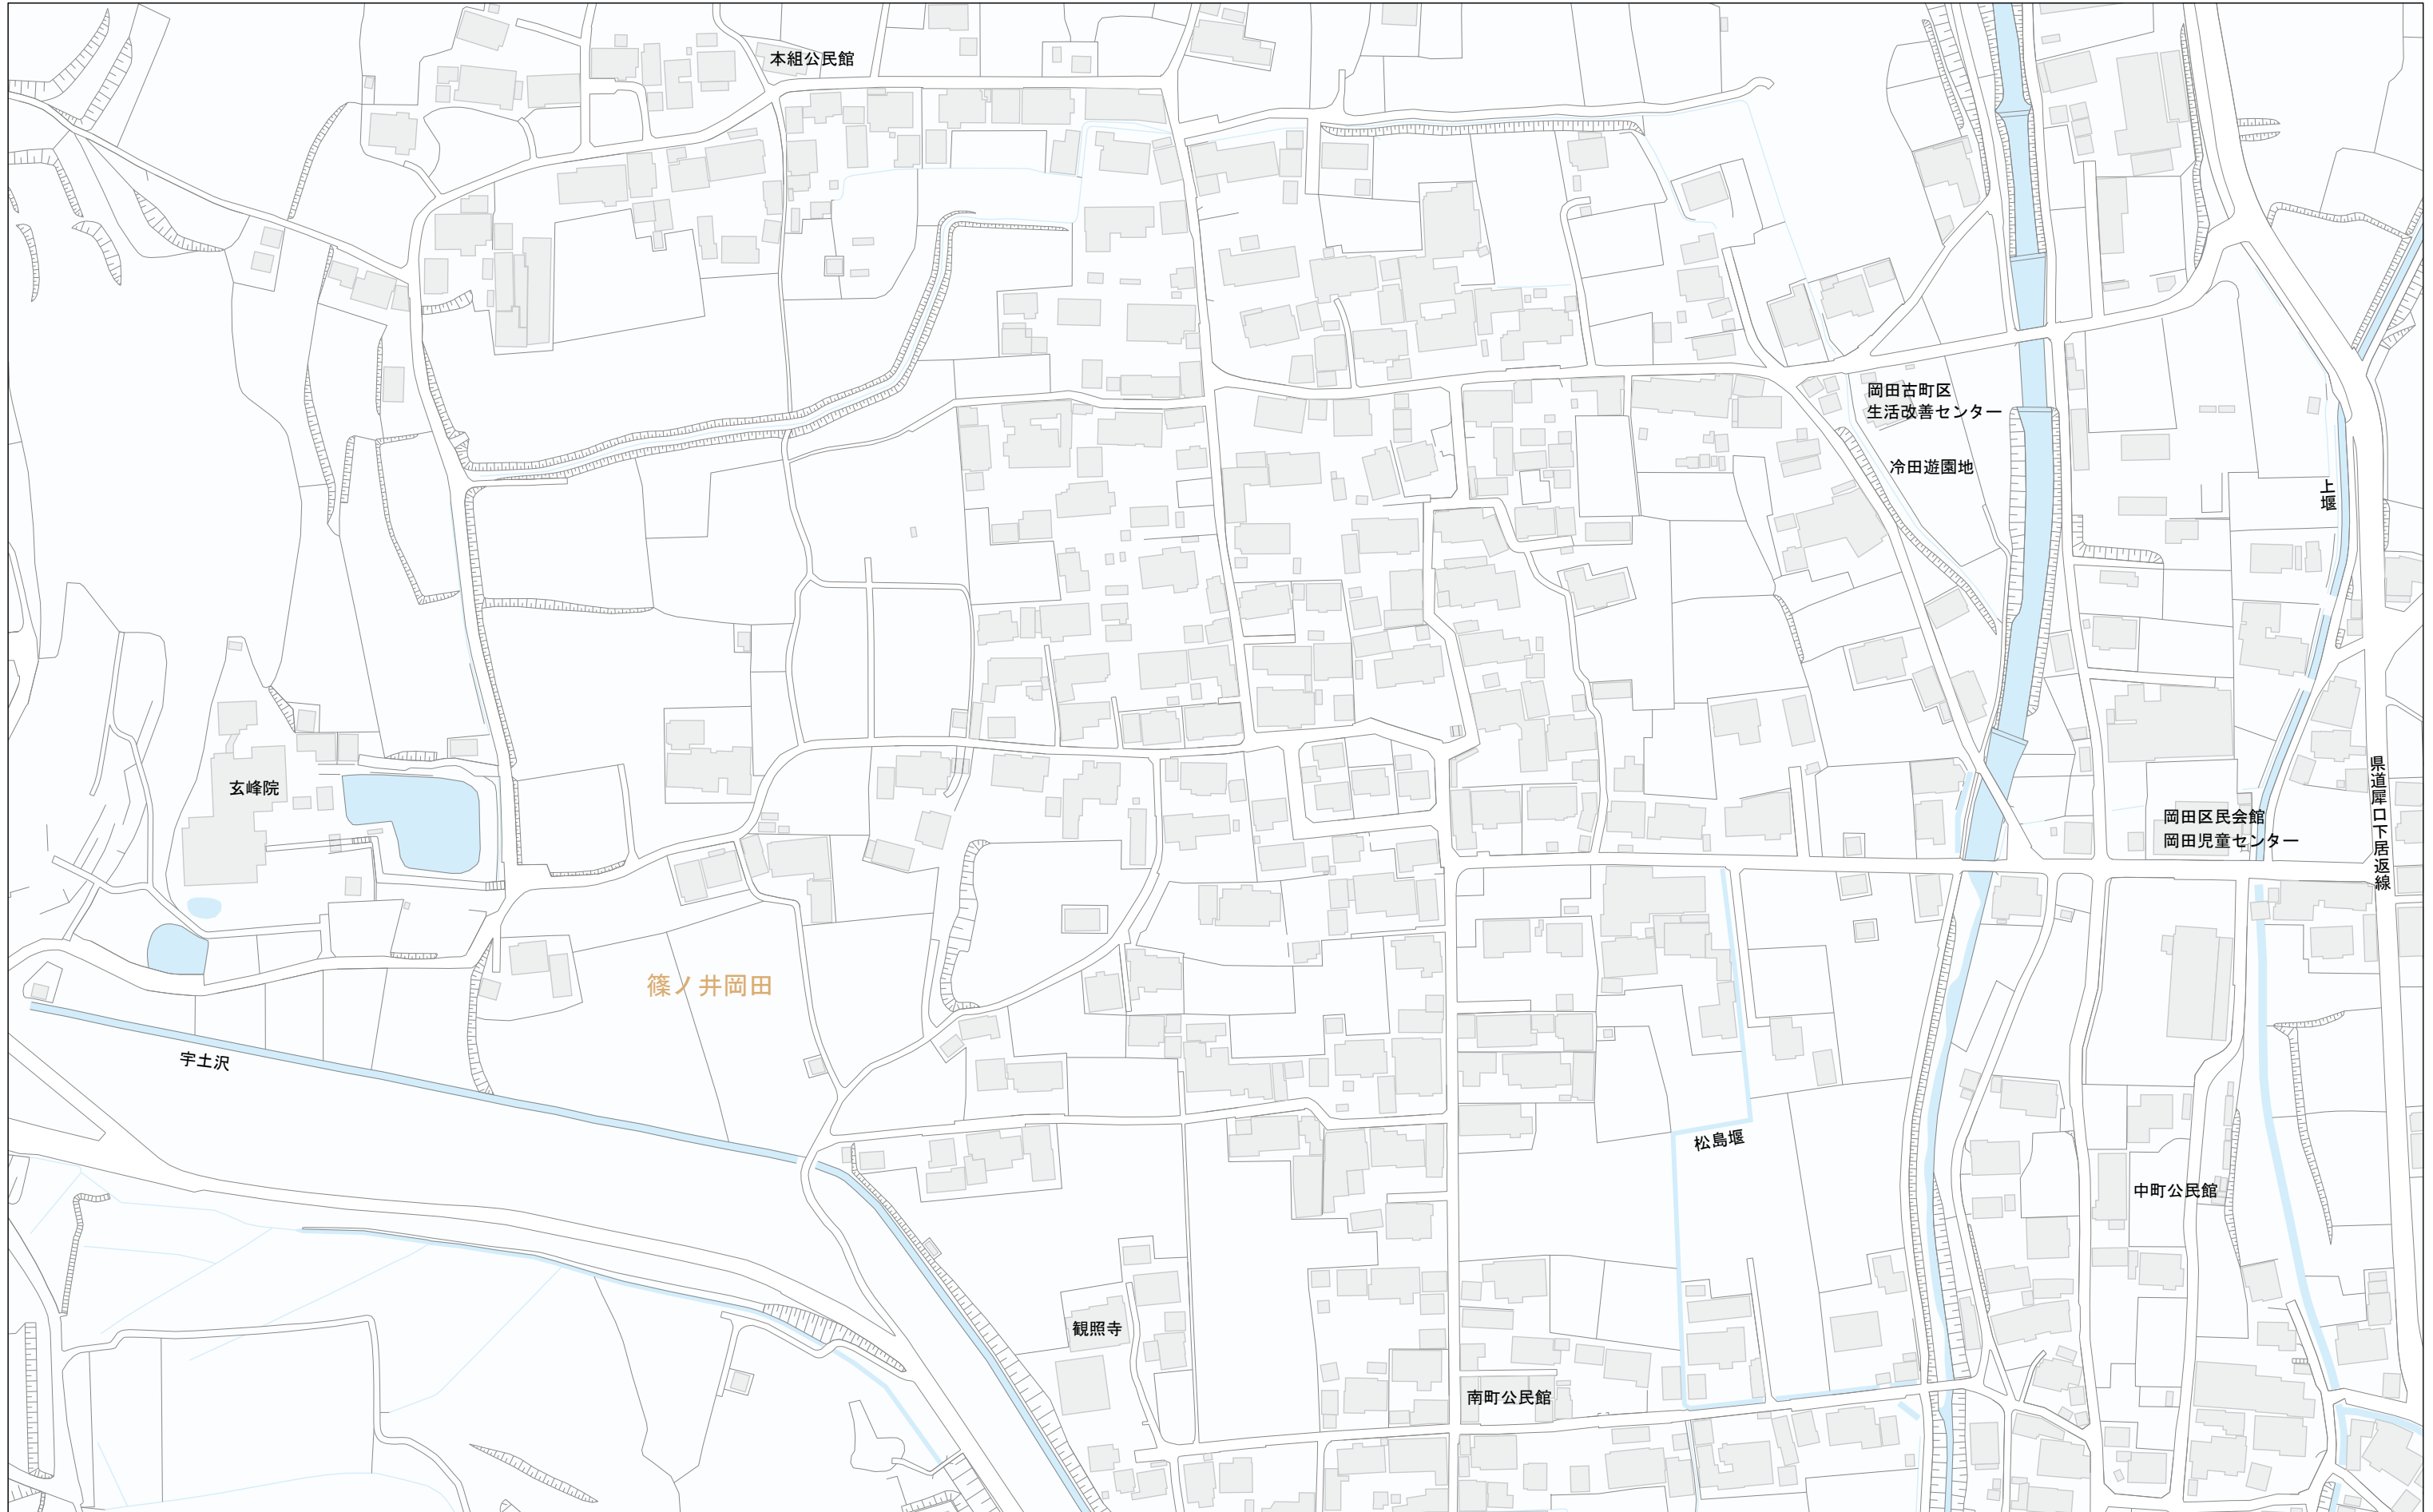 本組公民館
岡田古町区
生活改善センター
冷田遊園地
上堰
玄峰院
県道犀口下居返線
岡田区民会館
岡田児童センター
篠ノ井岡田
宇土沢
松島堰
中町公民館
観照寺
南町公民館